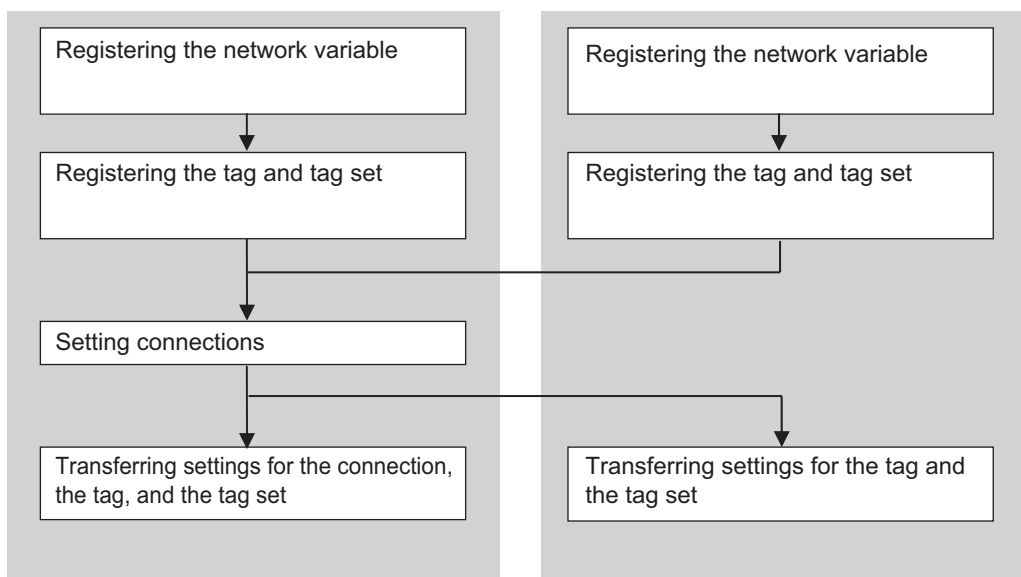 Registering the network variable
Registering the tag and tag set
Setting connections
Transferring settings for the connection,
the tag, and the tag set
Registering the network variable
Registering the tag and tag set
Transferring settings for the tag and
the tag set